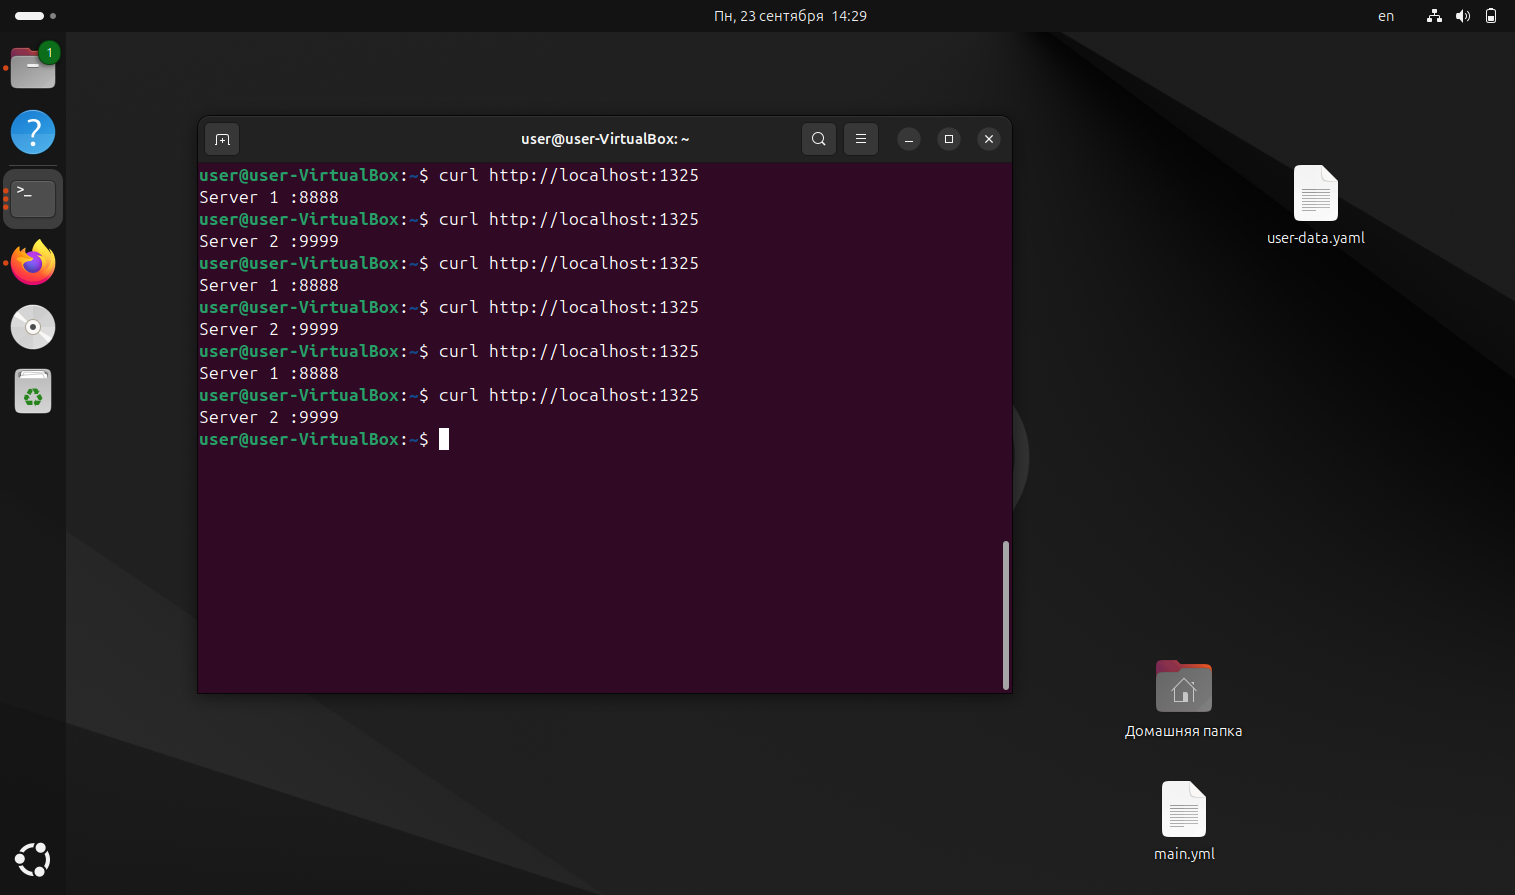 Пн, 23 сентября 14:29
en
1
?
>_
user@user-VirtualBox: ~
user@user-VirtualBox:~$ curl http://localhost:1325
Server 1 :8888
user@user-VirtualBox:~$ curl http://localhost:1325
Server 2 :9999
user@user-VirtualBox:~$ curl http://localhost:1325
Server 1 :8888
user@user-VirtualBox:~$ curl http://localhost:1325
Server 2 :9999
user@user-VirtualBox:~$ curl http://localhost:1325
Server 1 :8888
user@user-VirtualBox:~$ curl http://localhost:1325
Server 2 :9999
user@user-VirtualBox:~$
user-data.yaml
Домашняя папка
main.yml